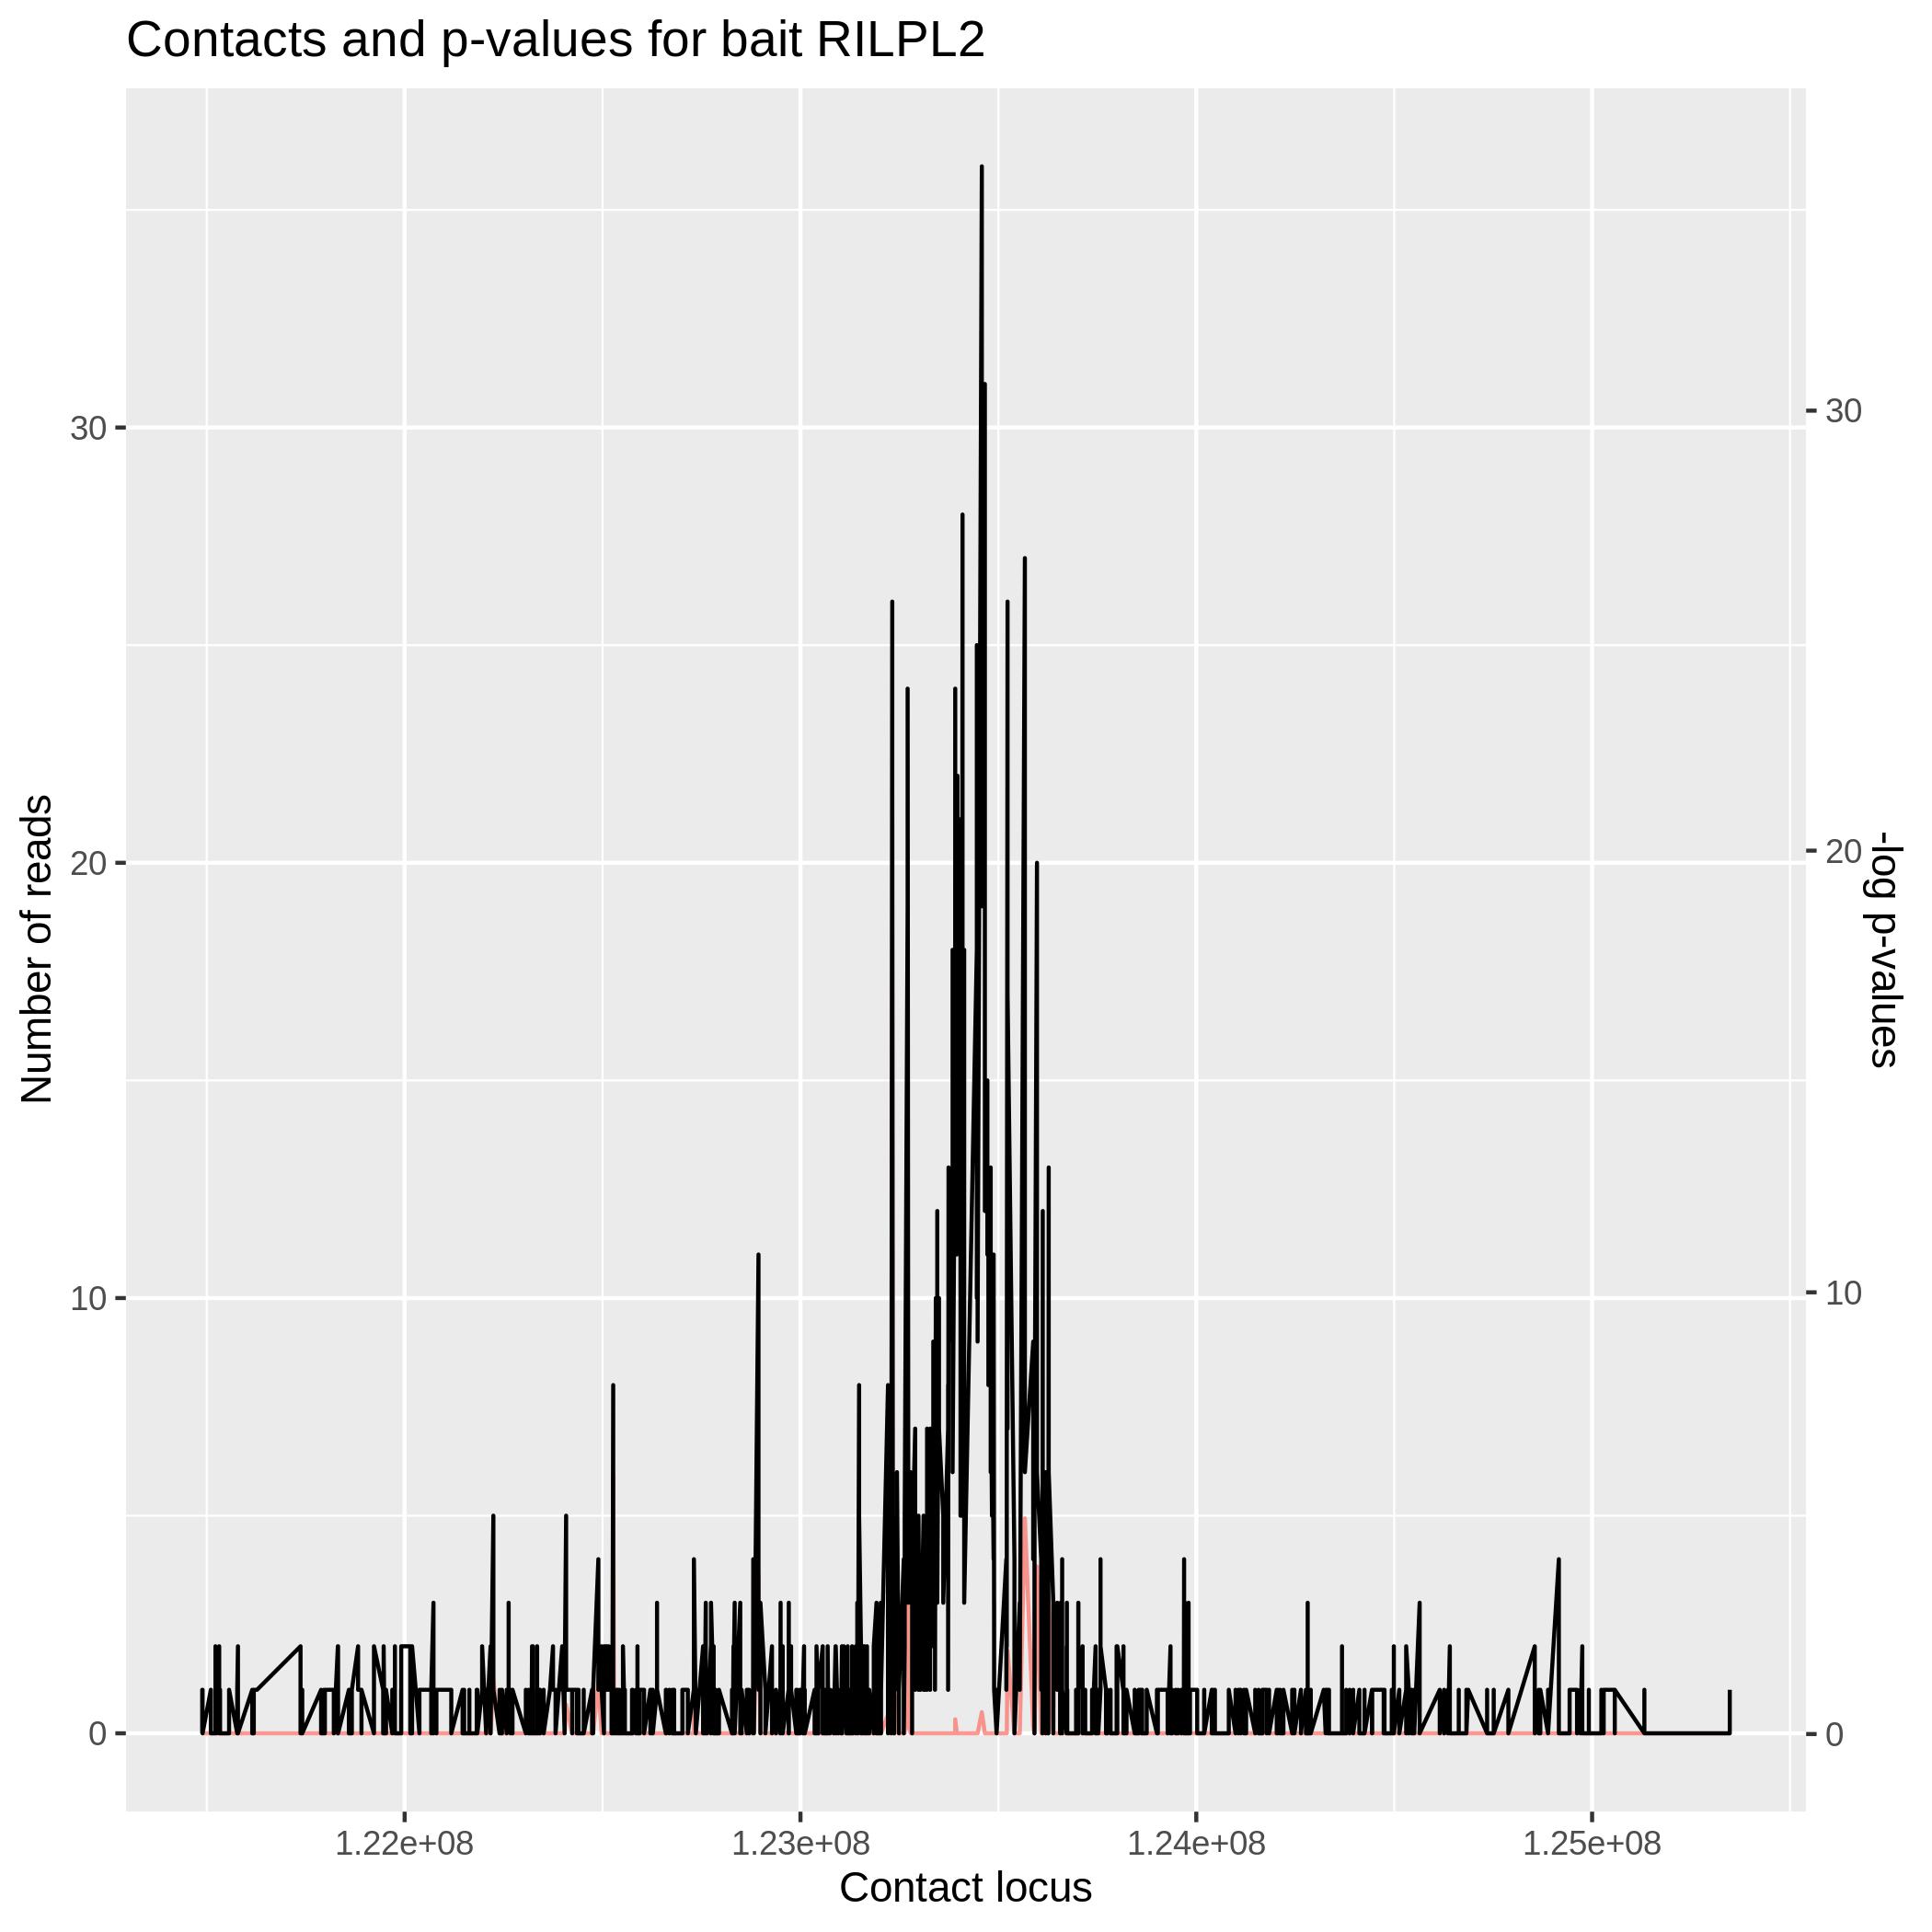 Contacts and p-values for bait RILPL2
Number of reads
30
20
10
0
30
20
10
0
-log p-values
1.22e+08
1.23e+08
1.24e+08
1.25e+08
Contact locus